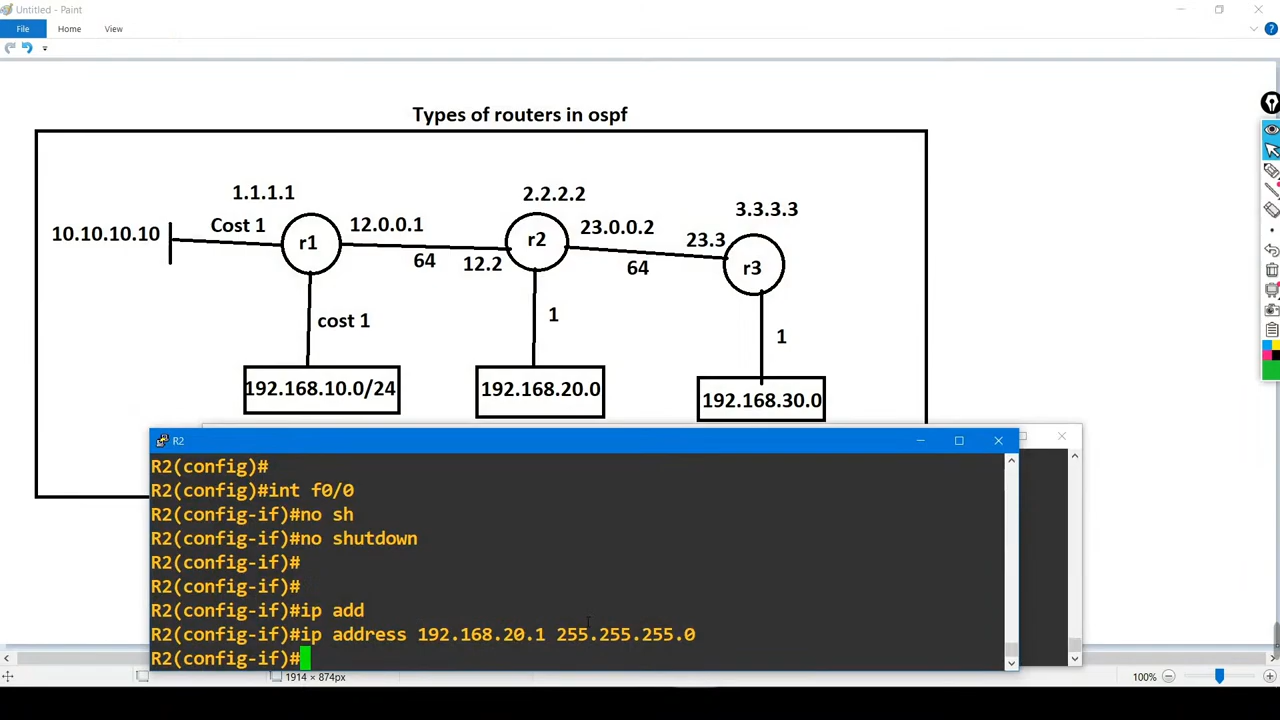 Untitled - Paint
File Home View
Types of routers in ospf
1.1.1.1
2.2.2.2
3.3.3.3
10.10.10.10
Cost 1
r1
12.0.0.1
64
12.2
r2
23.0.0.2
64
23.3
r3
cost 1
1
1
192.168.10.0/24
192.168.20.0
192.168.30.0
R2
R2(config)#
R2(config)#int f0/0
R2(config-if)#no sh
R2(config-if)#no shutdown
R2(config-if)#
R2(config-if)#
R2(config-if)#ip add
R2(config-if)#ip address 192.168.20.1 255.255.255.0
R2(config-if)#
1914 × 874px
100%